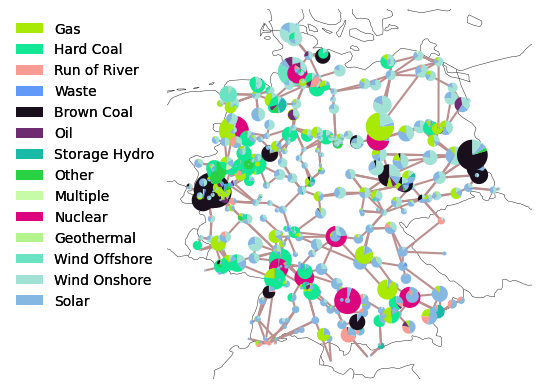 Gas
Hard Coal
Run of River
Waste
Brown Coal
Oil
Storage Hydro
Other
Multiple
Nuclear
Geothermal
Wind Offshore
Wind Onshore
Solar